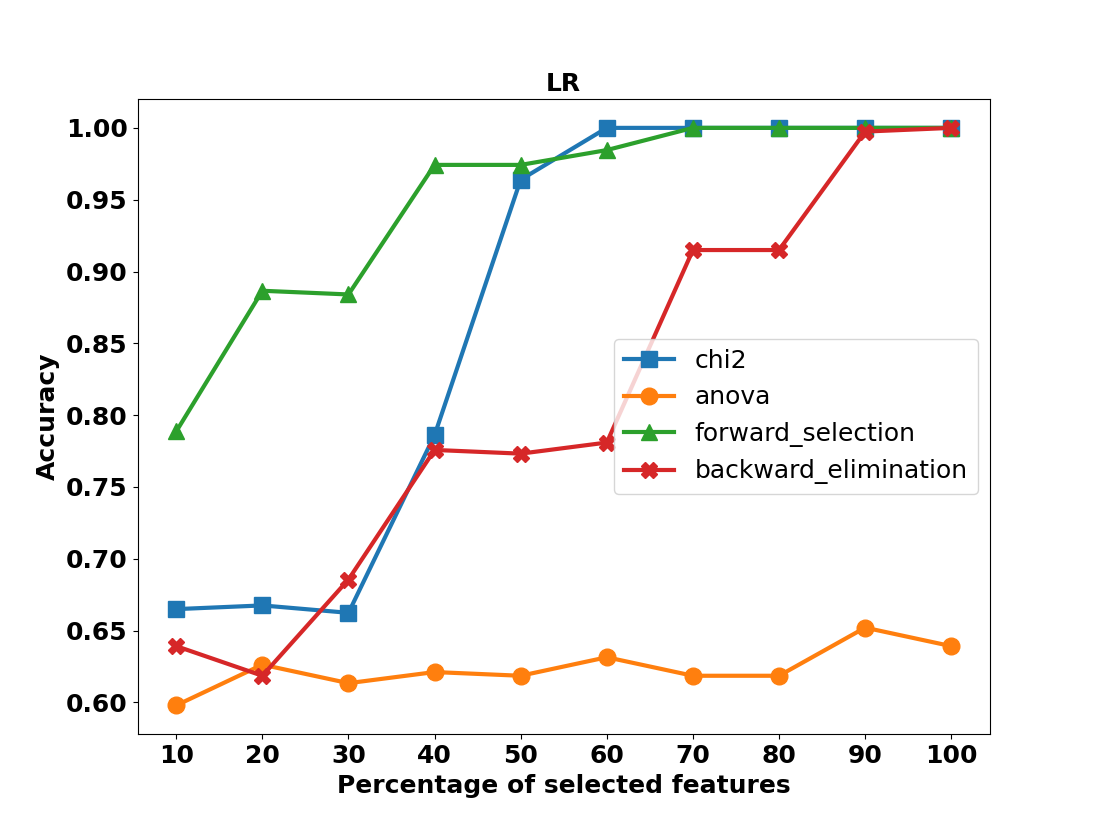 LR
Accuracy
1.00
0.95
0.90
0.85
0.80
0.75
0.70
0.65
0.60
chi2
anova
forward_selection
backward_elimination
10 20 30 40 50 60 70 80 90 100
Percentage of selected features